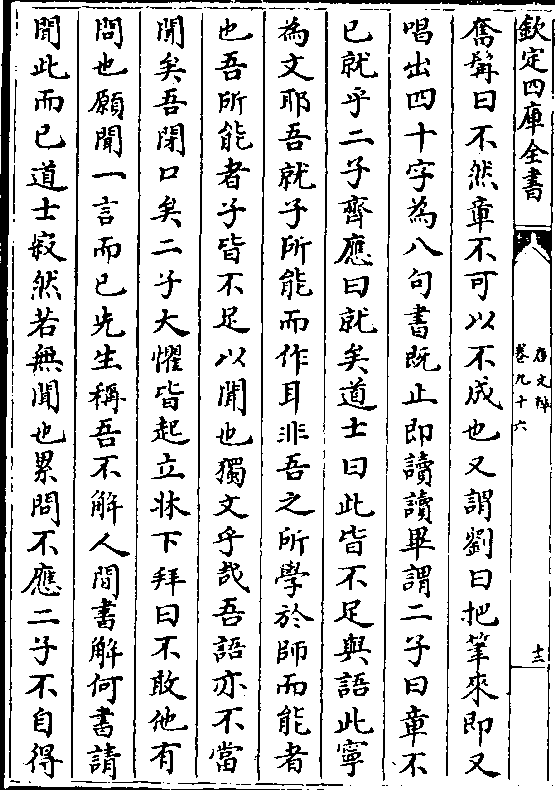 欽定四庫全書
唐文粹
卷九十六
十三
奮髯曰不然章不可以不成也又謂劉曰把筆來即又
唱出四十字為八句書既止即讀讀畢謂二子曰章不
已就乎二子齊應曰就矣道士曰此皆不足與語此寧
為文耶吾就子所能而作耳非吾之所學於師而能者
也吾所能者子皆不足以聞也獨文乎哉吾語亦不當
聞矣吾閉口矣二子大懼皆起立牀下拜曰不敢他有
問也願聞一言而已先生稱吾不解人間書解何書請
聞此而已道士寂然若無聞也累問不應二子不自得